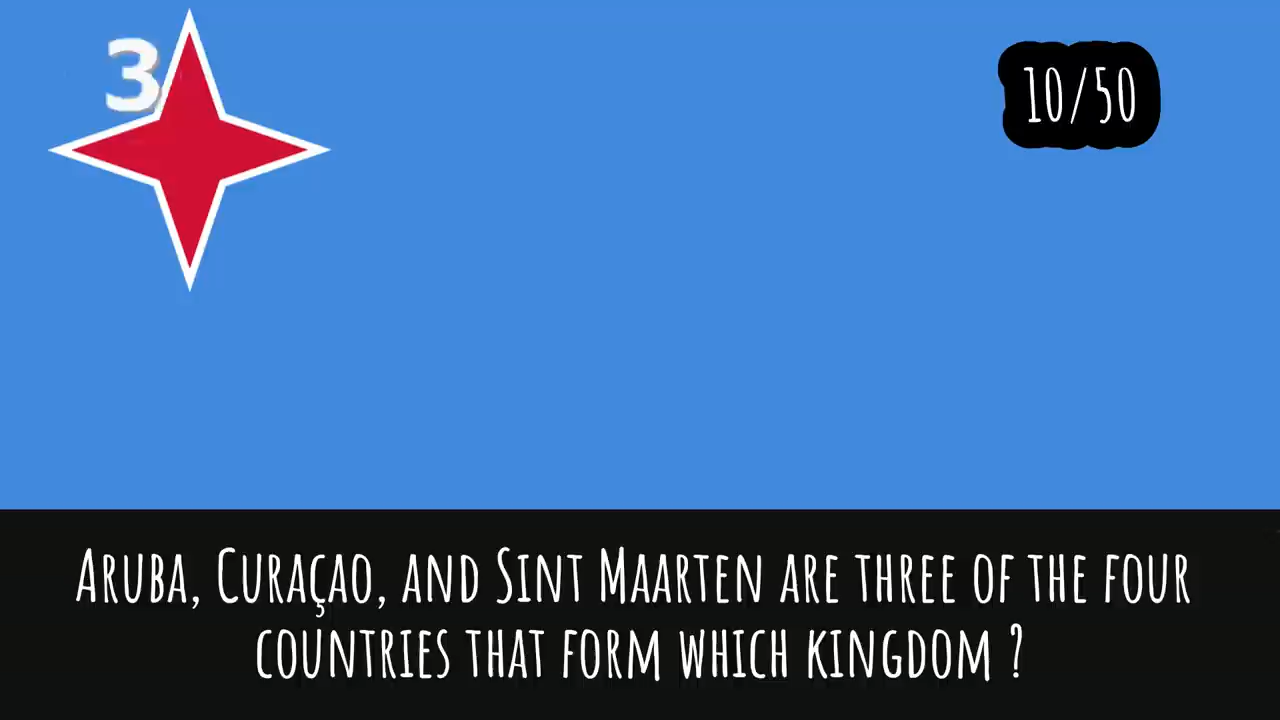 3
10/50
Aruba, Curaçao, and Sint Maarten are three of the four
countries that form which kingdom ?